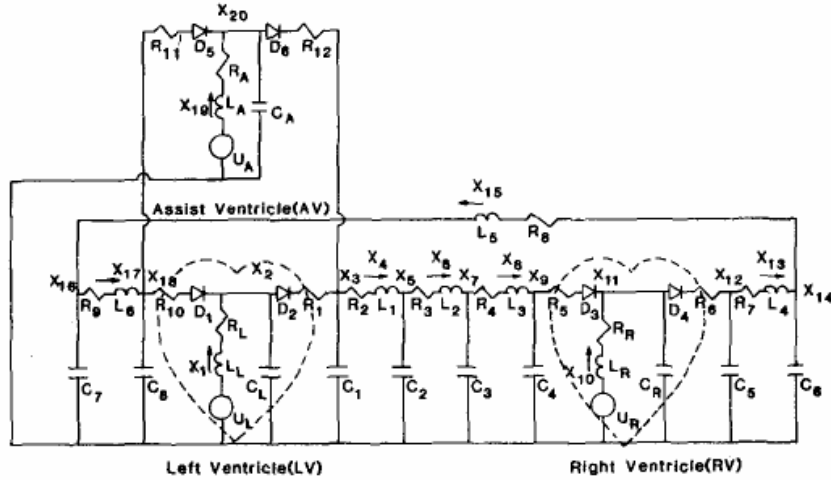 X20
R11 D5 D6 R12
RA
X19 LA CA
UA
Assist Ventricle(AV)
X15
L5 R8
X16 X17 X18 X2 X3 X4 X5 X6 X7 X8 X9 X11 X12 X13 X14
R9 L6 R10 D1 D2 R1 R2 L1 R3 L2 R4 L3 R5 D3 D4 R6 R7 L4
RL RR
X1 LL X10 LR
C7 C8 CL C1 C2 C3 C4 CR C5 C6
UL UR
Left Ventricle(LV) Right Ventricle(RV)